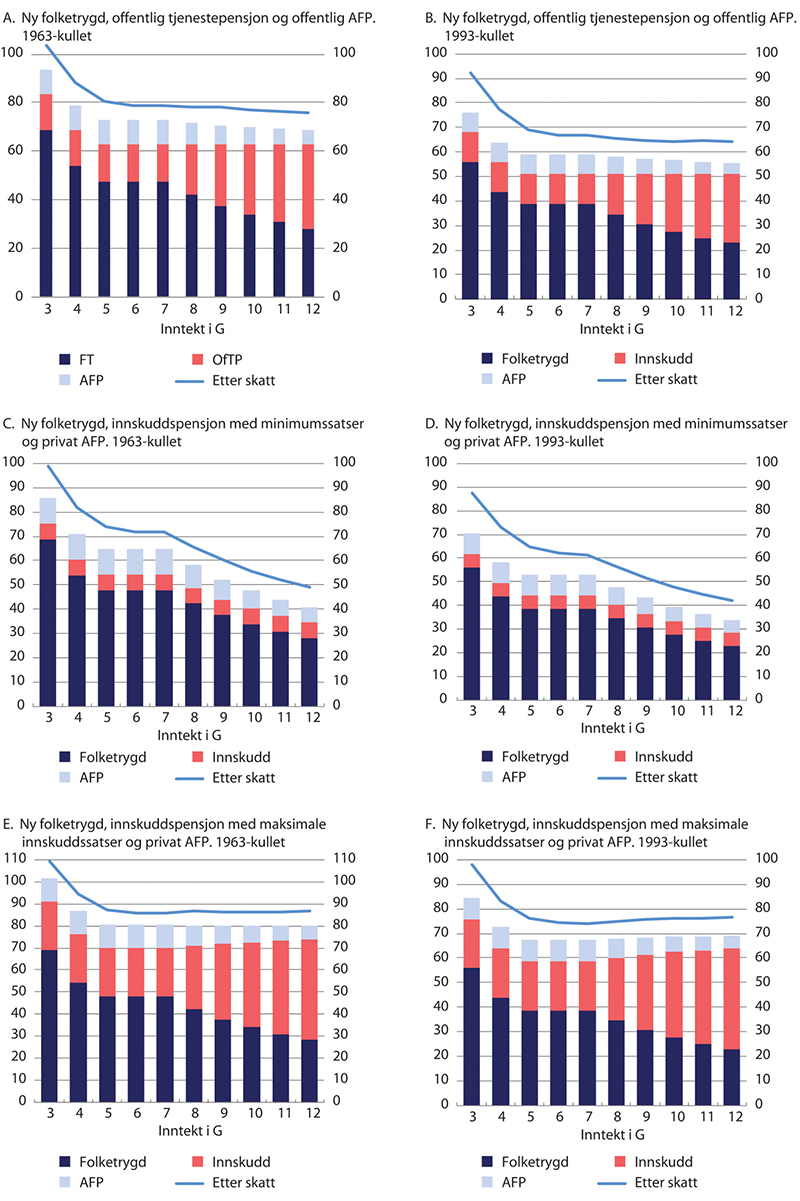 A. Ny folketrygd, offentlig tjenestepensjon og offentlig AFP.
1963-kullet
100 100
80 80
60 60
40 40
20 20
0 0
3 4 5 6 7 8 9 10 11 12
Inntekt i G
FT OfTP
AFP Etter skatt
B. Ny folketrygd, offentlig tjenestepensjon og offentlig AFP.
1993-kullet
100 100
90 90
80 80
70 70
60 60
50 50
40 40
30 30
20 20
10 10
0 0
3 4 5 6 7 8 9 10 11 12
Inntekt i G
Folketrygd Innskudd
AFP Etter skatt
C. Ny folketrygd, innskuddspensjon med minimumssatser
og privat AFP. 1963-kullet
100 100
90 90
80 80
70 70
60 60
50 50
40 40
30 30
20 20
10 10
0 0
3 4 5 6 7 8 9 10 11 12
Inntekt i G
Folketrygd Innskudd
AFP Etter skatt
D. Ny folketrygd, innskuddspensjon med minimumssatser
og privat AFP. 1993-kullet
100 100
90 90
80 80
70 70
60 60
50 50
40 40
30 30
20 20
10 10
0 0
3 4 5 6 7 8 9 10 11 12
Inntekt i G
Folketrygd Innskudd
AFP Etter skatt
E. Ny folketrygd, innskuddspensjon med maksimale
innskuddssatser og privat AFP. 1963-kullet
110 110
100 100
90 90
80 80
70 70
60 60
50 50
40 40
30 30
20 20
10 10
0 0
3 4 5 6 7 8 9 10 11 12
Inntekt i G
Folketrygd Innskudd
AFP Etter skatt
F. Ny folketrygd, innskuddspensjon med maksimale
innskuddssatser og privat AFP. 1993-kullet
100 100
90 90
80 80
70 70
60 60
50 50
40 40
30 30
20 20
10 10
0 0
3 4 5 6 7 8 9 10 11 12
Inntekt i G
Folketrygd Innskudd
AFP Etter skatt